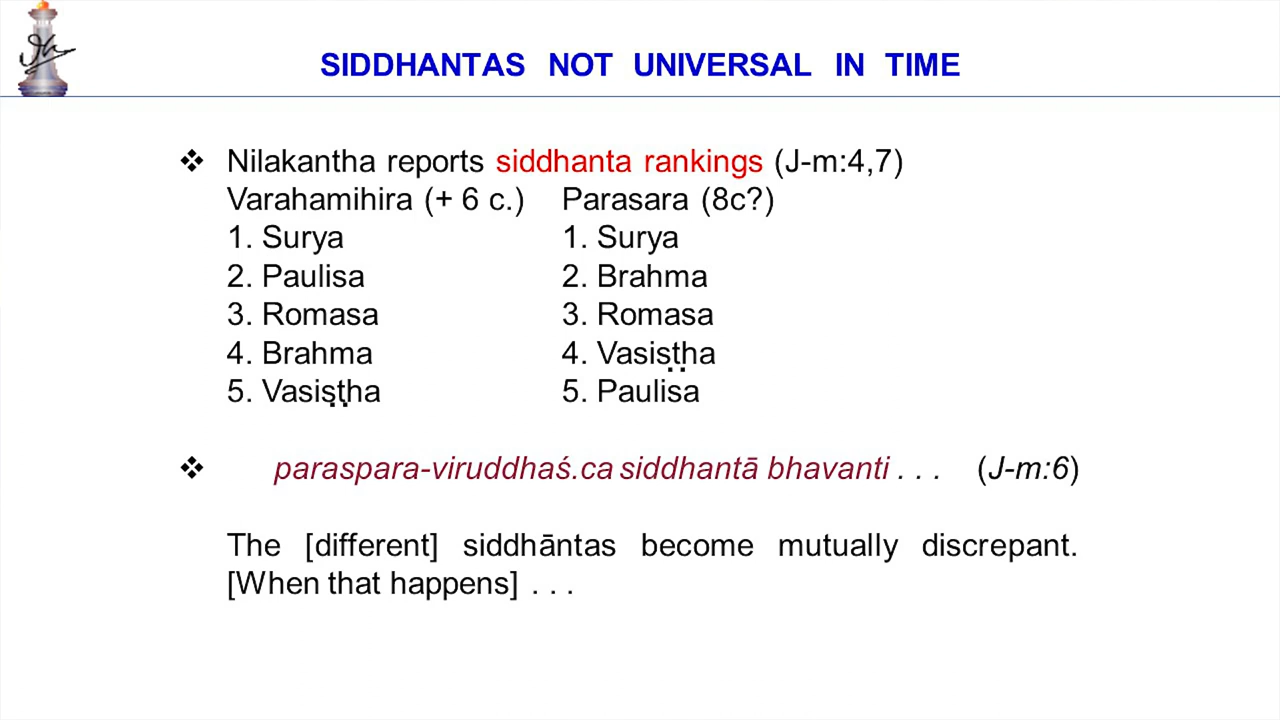 SIDDHANTAS NOT UNIVERSAL IN TIME
❖ Nilakantha reports siddhanta rankings (J-m:4,7)
Varahamihira (+ 6 c.) Parasara (8c?)
1. Surya 1. Surya
2. Paulisa 2. Brahma
3. Romasa 3. Romasa
4. Brahma 4. Vasiṣṭha
5. Vasiṣṭha 5. Paulisa
❖ paraspara-viruddhaś.ca siddhantā bhavanti . . . (J-m:6)
The [different] siddhāntas become mutually discrepant.
[When that happens] . . .